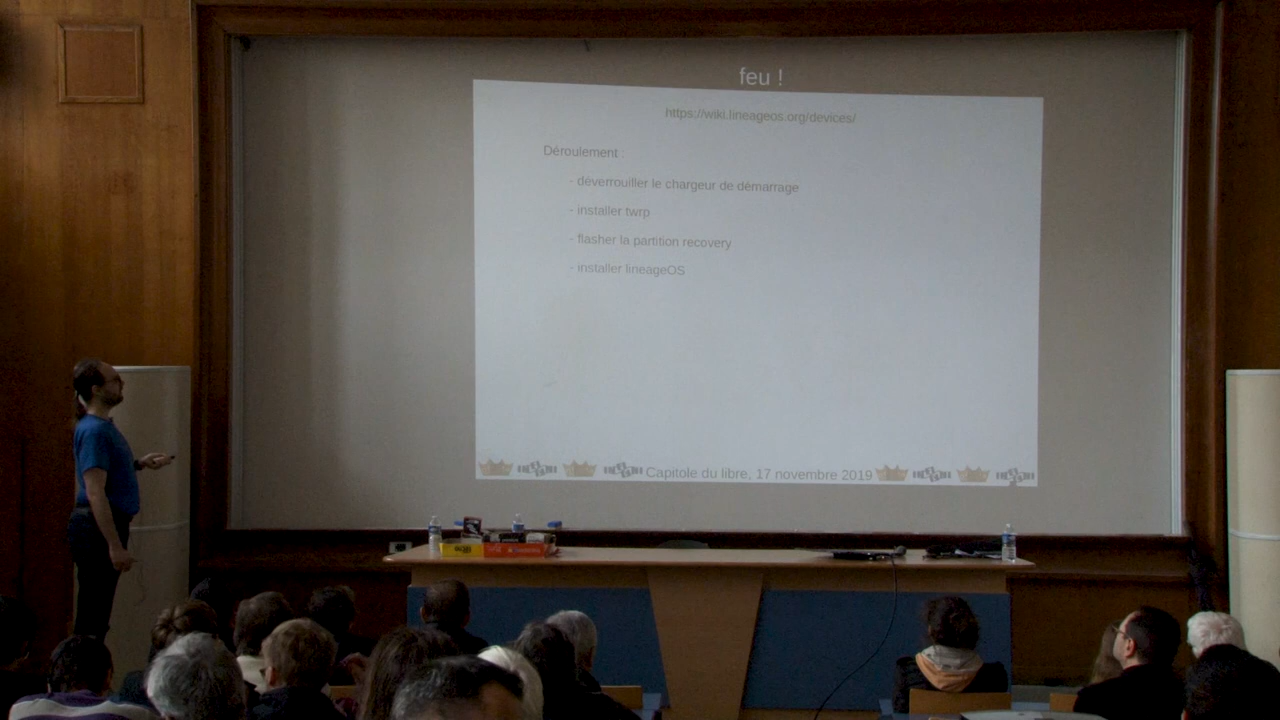 feu !
https://wiki.lineageos.org/devices/
Déroulement :
- déverrouiller le chargeur de démarrage
- installer twrp
- flasher la partition recovery
- installer lineageOS
Capitole du libre, 17 novembre 2019